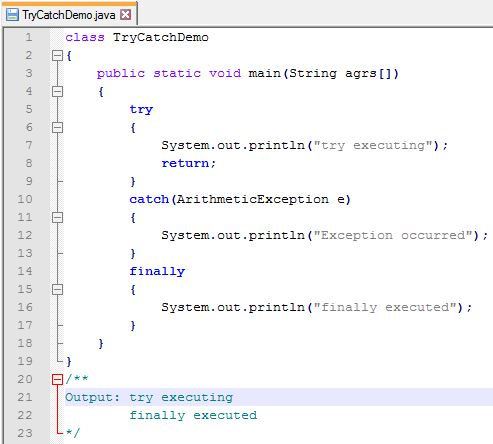 TryCatchDemo.java
1 class TryCatchDemo
2 {
3 public static void main(String agrs[])
4 {
5 try
6 {
7 System.out.println("try executing");
8 return;
9 }
10 catch(ArithmeticException e)
11 {
12 System.out.println("Exception occurred");
13 }
14 finally
15 {
16 System.out.println("finally executed");
17 }
18 }
19 }
20 /**
21 Output: try executing
22 finally executed
23 */